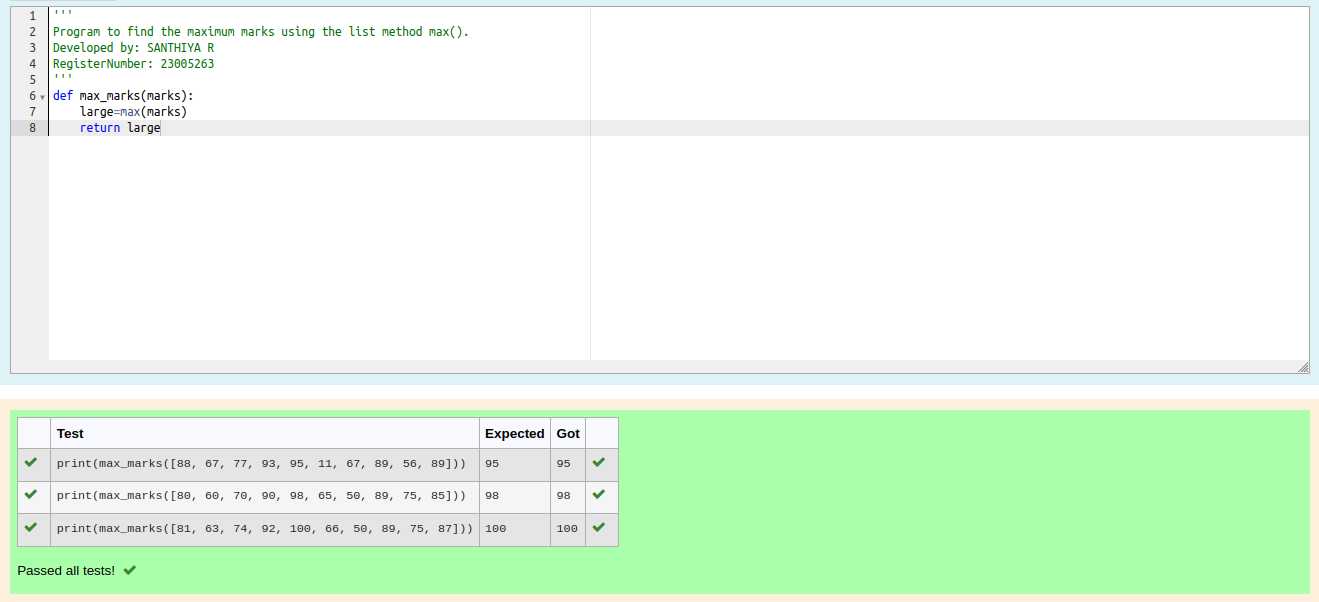 1 '''
2 Program to find the maximum marks using the list method max().
3 Developed by: SANTHIYA R
4 RegisterNumber: 23005263
5 '''
6 def max_marks(marks):
7     large=max(marks)
8     return large
Test Expected Got
print(max_marks([88, 67, 77, 93, 95, 11, 67, 89, 56, 89])) 95 95
print(max_marks([80, 60, 70, 90, 98, 65, 50, 89, 75, 85])) 98 98
print(max_marks([81, 63, 74, 92, 100, 66, 50, 89, 75, 87])) 100 100
Passed all tests!